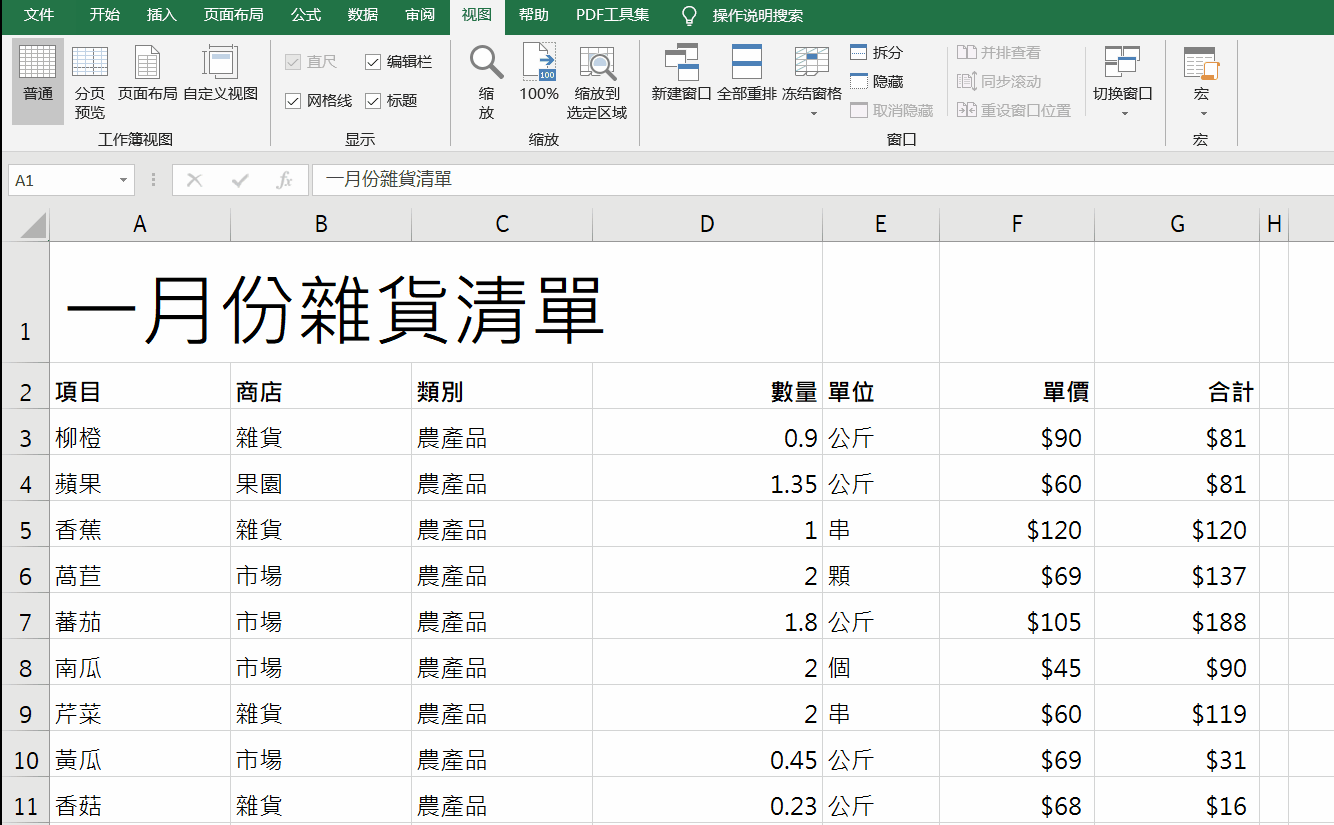 文件 开始 插入 页面布局 公式 数据 审阅 视图 帮助 PDF工具集 操作说明搜索
普通 分页预览 页面布局 自定义视图
工作簿视图
直尺 编辑栏
网格线 标题
显示
缩放 100% 缩放到选定区域
100
缩放
新建窗口 全部重排 冻结窗格
拆分 并排查看
隐藏 同步滚动
取消隐藏 重设窗口位置
切换窗口
窗口
宏
宏
A1 fx 一月份雜貨清單
A B C D E F G H
1 一月份雜貨清單
2 項目 商店 類別 數量 單位 單價 合計
3 柳橙 雜貨 農產品 0.9 公斤 $90 $81
4 蘋果 果園 農產品 1.35 公斤 $60 $81
5 香蕉 雜貨 農產品 1 串 $120 $120
6 萵苣 市場 農產品 2 顆 $69 $137
7 蕃茄 市場 農產品 1.8 公斤 $105 $188
8 南瓜 市場 農產品 2 個 $45 $90
9 芹菜 雜貨 農產品 2 串 $60 $119
10 黃瓜 市場 農產品 0.45 公斤 $69 $31
11 香菇 雜貨 農產品 0.23 公斤 $68 $16